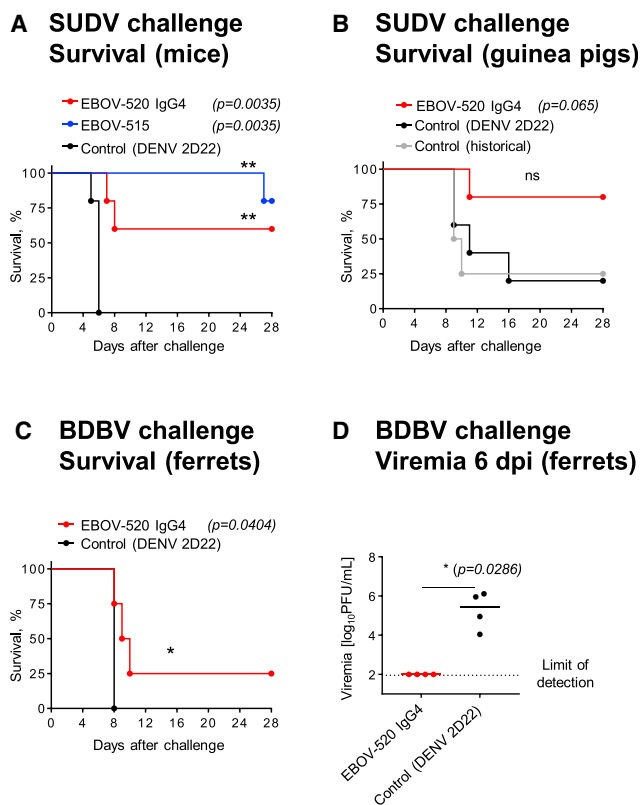 A
SUDV challenge
Survival (mice)
EBOV-520 IgG4 (p=0.0035)
EBOV-515 (p=0.0035)
Control (DENV 2D22)
100
75
50
25
0
Survival, %
**
**
0 4 8 12 16 20 24 28
Days after challenge
B
SUDV challenge
Survival (guinea pigs)
EBOV-520 IgG4 (p=0.065)
Control (DENV 2D22)
Control (historical)
100
75
50
25
0
Survival, %
ns
0 4 8 12 16 20 24 28
Days after challenge
C
BDBV challenge
Survival (ferrets)
EBOV-520 IgG4 (p=0.0404)
Control (DENV 2D22)
100
75
50
25
0
Survival, %
*
0 4 8 12 16 20 24 28
Days after challenge
D
BDBV challenge
Viremia 6 dpi (ferrets)
8
6
4
2
Viremia [log10PFU/mL]
* (p=0.0286)
Limit of
detection
EBOV-520 IgG4
Control (DENV 2D22)